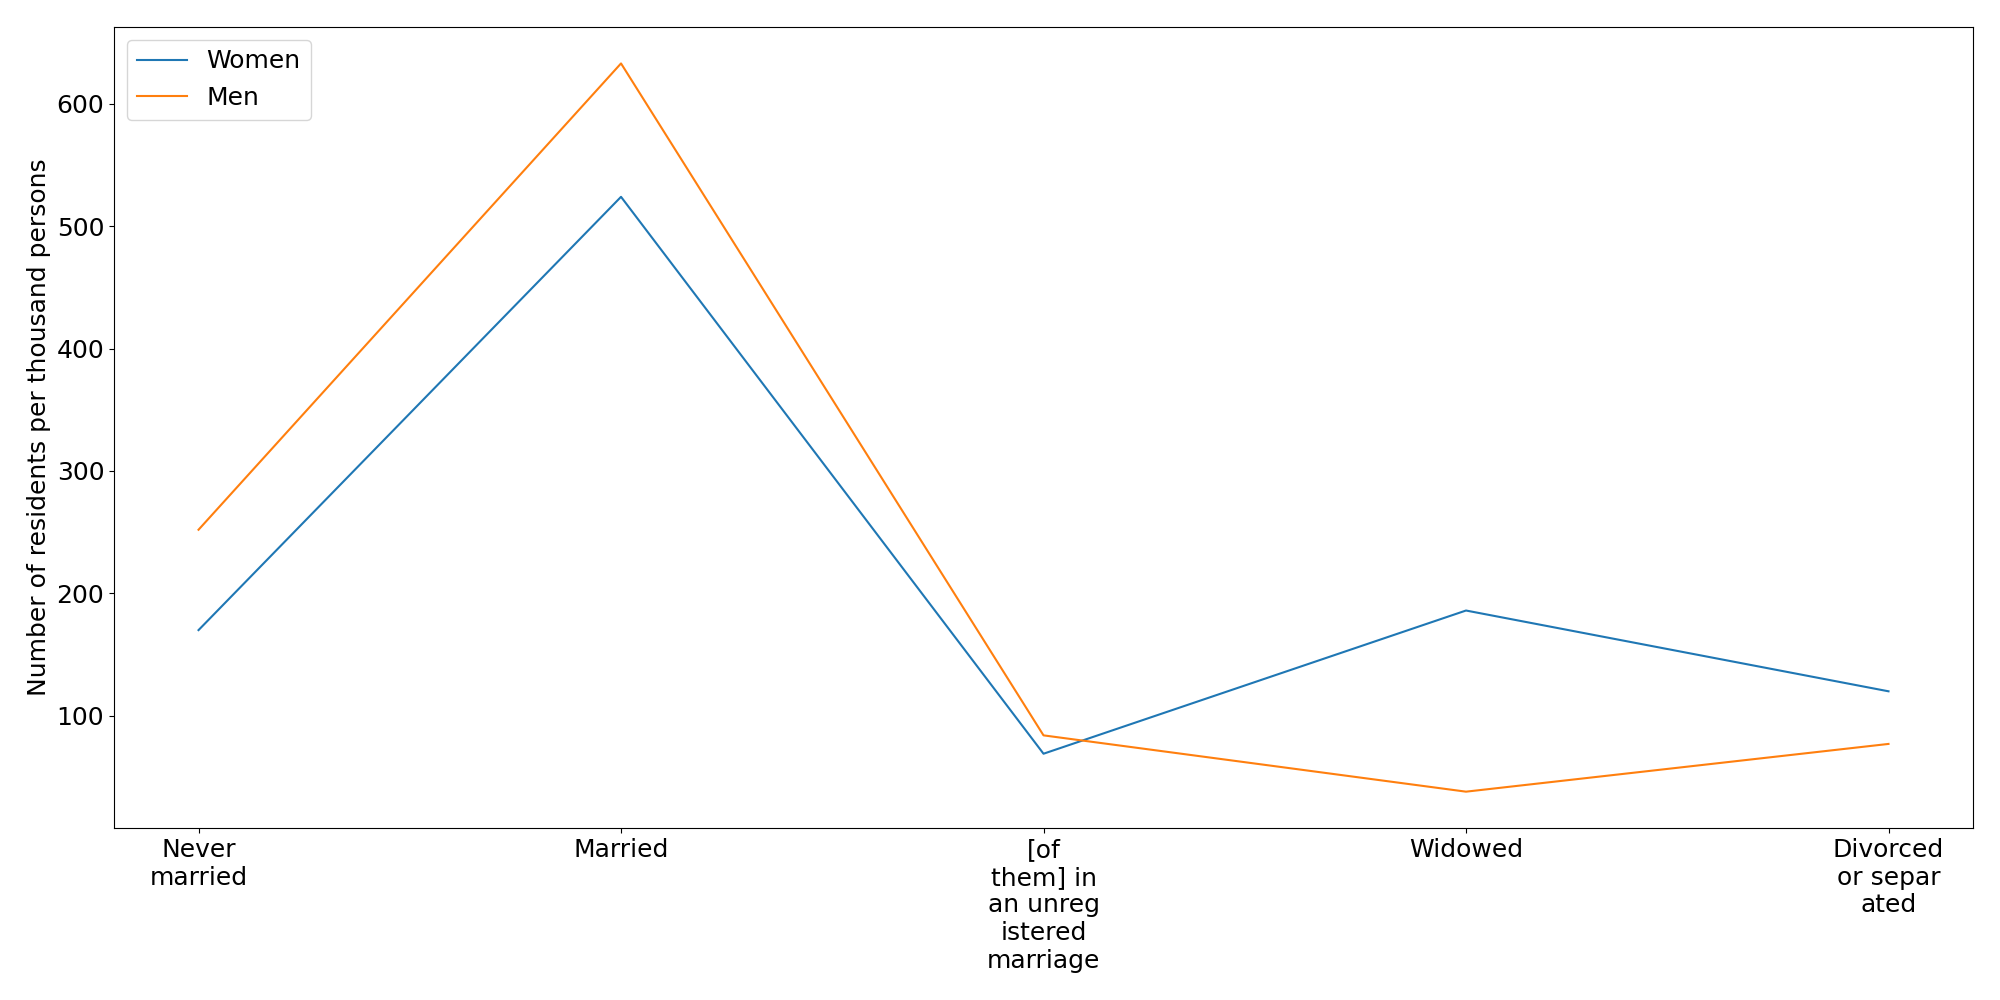 Women
Men
Number of residents per thousand persons
600
500
400
300
200
100
Never
married
Married
[of
them] in
an unreg
istered
marriage
Widowed
Divorced
or separ
ated